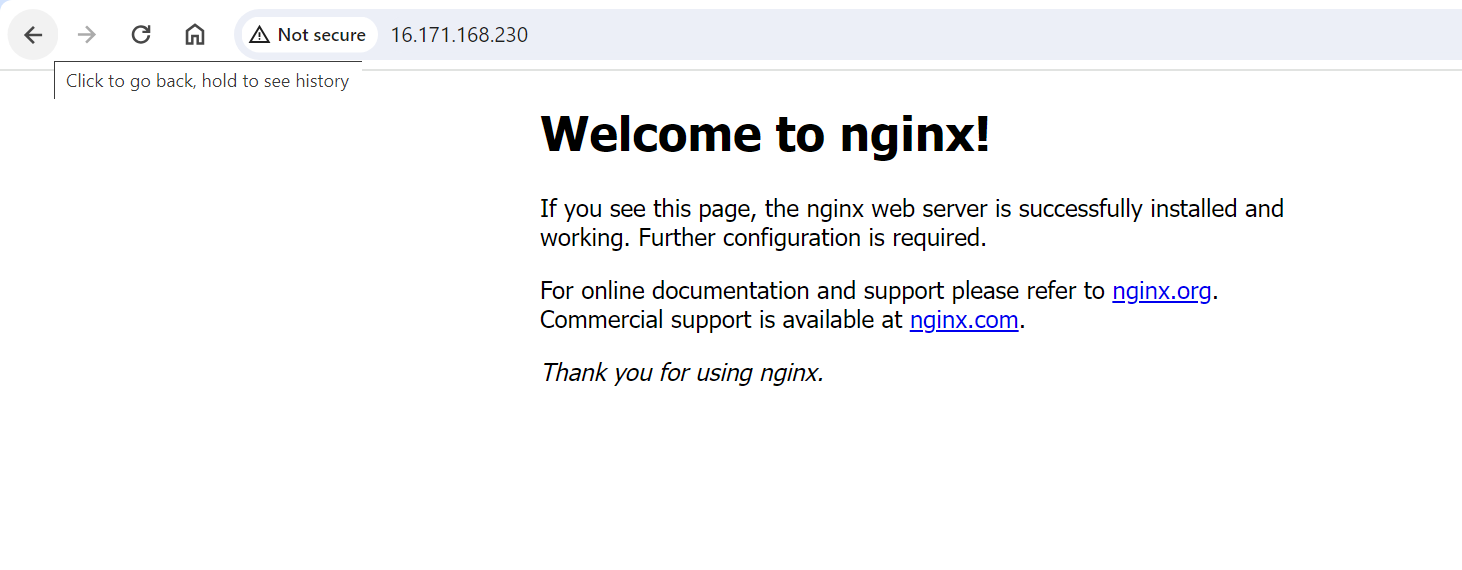 Not secure 16.171.168.230
Click to go back, hold to see history
Welcome to nginx!
If you see this page, the nginx web server is successfully installed and
working. Further configuration is required.
For online documentation and support please refer to nginx.org.
Commercial support is available at nginx.com.
Thank you for using nginx.